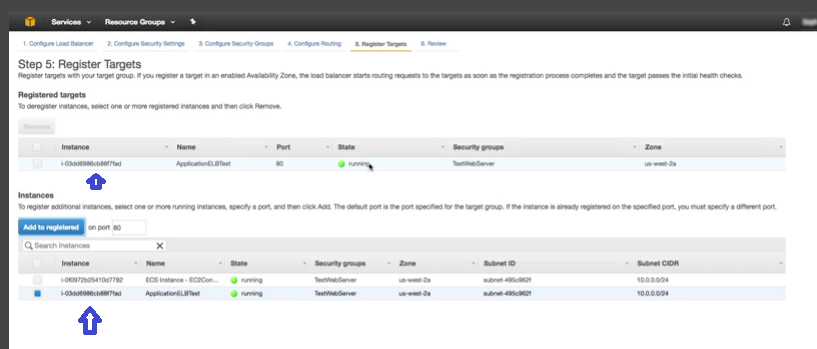 Services Resource Groups
1. Configure Load Balancer 2. Configure Security Settings 3. Configure Security Groups 4. Configure Routing 5. Register Targets 6. Review
Step 5: Register Targets
Register targets with your target group. If you register a target in an enabled Availability Zone, the load balancer starts routing requests to the targets as soon as the registration process completes and the target passes the initial health checks.
Registered targets
To deregister instances, select one or more registered instances and then click Remove.
Remove
Instance Name Port State Security groups Zone
i-03dd6986cb88f7fad ApplicationELBTest 80 running TestWebServer us-west-2a
Instances
To register additional instances, select one or more running instances, specify a port, and then click Add. The default port is the port specified for the target group. If the instance is already registered on the specified port, you must specify a different port.
Add to registered on port 80
Search Instances
Instance Name State Security groups Zone Subnet ID Subnet CIDR
i-0f0972b25410d7782 ECS Instance - EC2Con... running TestWebServer us-west-2a subnet-495c962f 10.0.0.0/24
i-03dd6986cb88f7fad ApplicationELBTest running TestWebServer us-west-2a subnet-495c962f 10.0.0.0/24